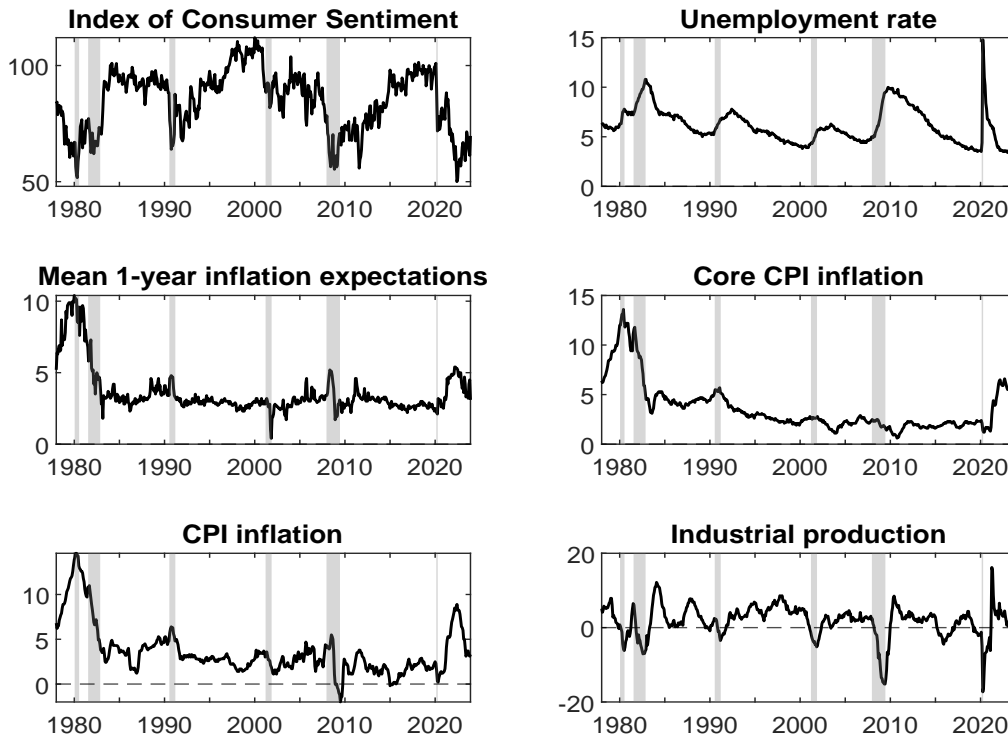 Index of Consumer Sentiment
100
50
1980 1990 2000 2010 2020
Unemployment rate
15
10
5
0
1980 1990 2000 2010 2020
Mean 1-year inflation expectations
10
5
0
1980 1990 2000 2010 2020
Core CPI inflation
15
10
5
0
1980 1990 2000 2010 2020
CPI inflation
10
5
0
1980 1990 2000 2010 2020
Industrial production
20
0
-20
1980 1990 2000 2010 2020